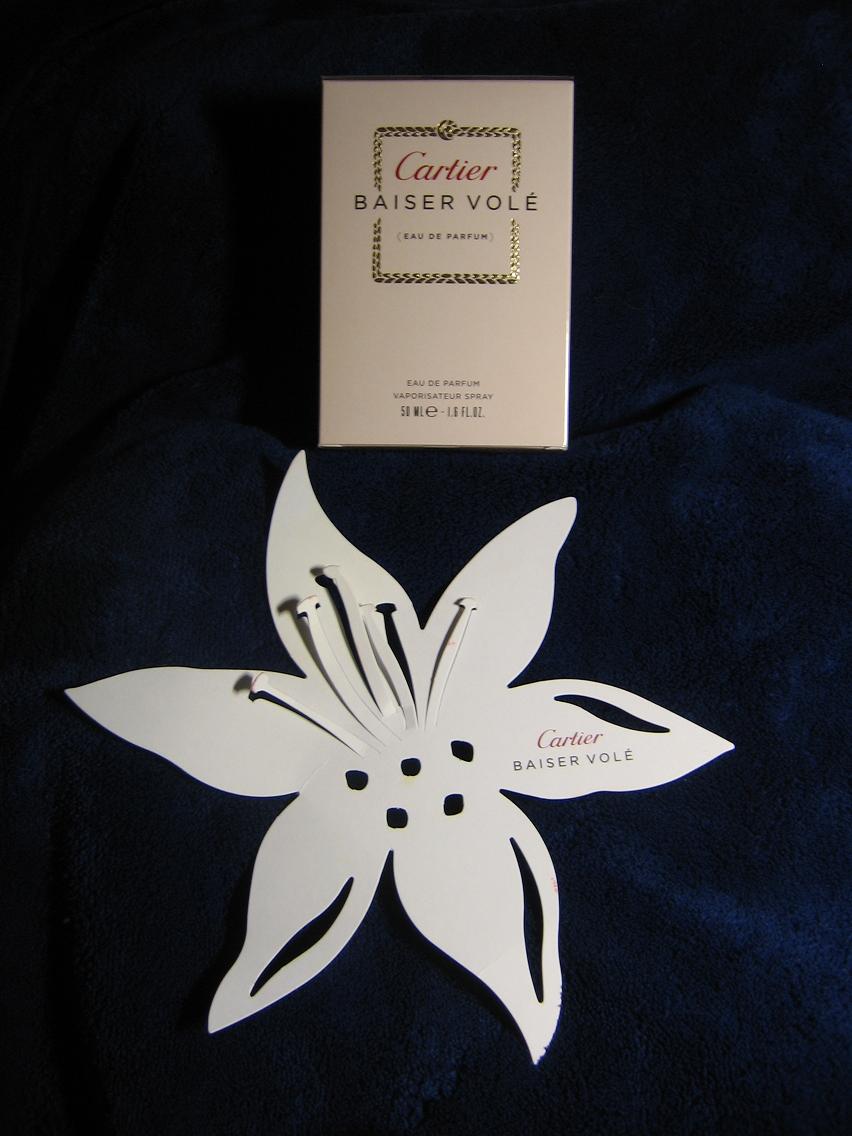 Cartier
BAISER VOLÉ
(EAU DE PARFUM)
EAU DE PARFUM
VAPORISATEUR SPRAY
50 ML e - 1.6 FL.OZ.
Cartier
BAISER VOLÉ